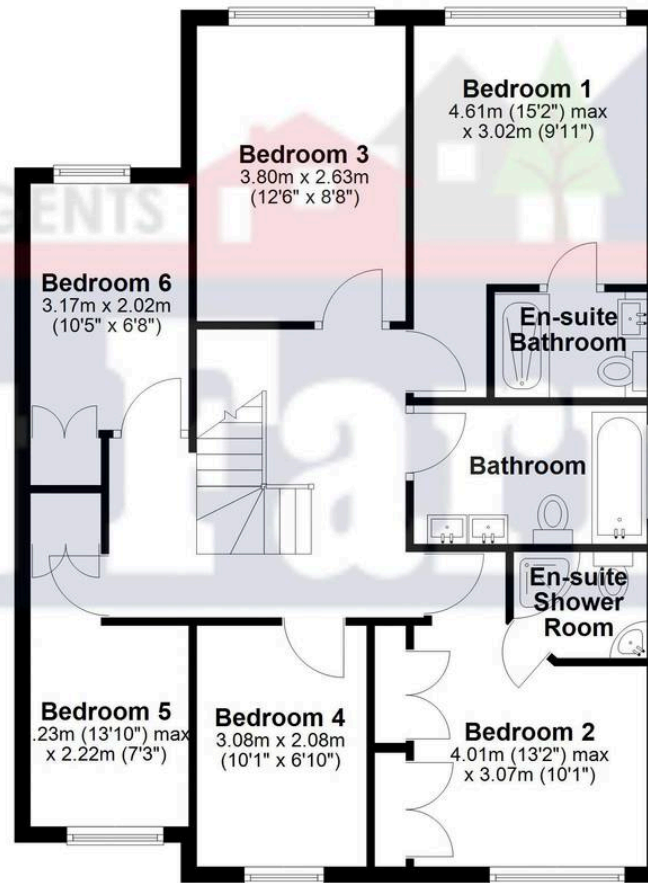 Bedroom 1
4.61m (15'2") max
x 3.02m (9'11")
Bedroom 3
3.80m x 2.63m
(12'6" x 8'8")
GENTS
Bedroom 6
3.17m x 2.02m
(10'5" x 6'8")
En-suite
Bathroom
Far
Bathroom
En-suite
Shower
Room
Bedroom 5
.23m (13'10") max
x 2.22m (7'3")
Bedroom 4
3.08m x 2.08m
(10'1" x 6'10")
Bedroom 2
4.01m (13'2") max
x 3.07m (10'1")